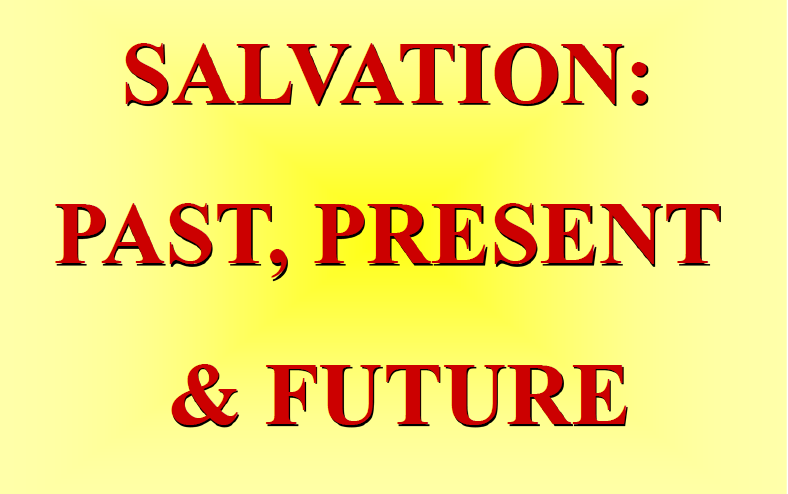 SALVATION:
PAST, PRESENT
& FUTURE